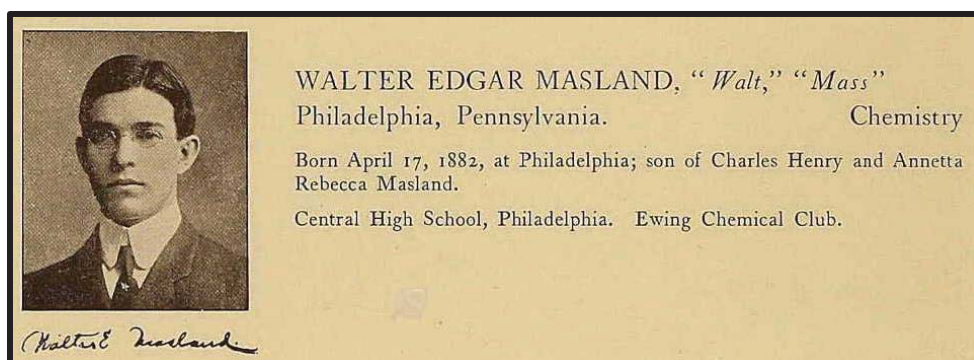 WALTER EDGAR MASLAND, “Walt,” “Mass”
Philadelphia, Pennsylvania. Chemistry
Born April 17, 1882, at Philadelphia; son of Charles Henry and Annetta
Rebecca Masland.
Central High School, Philadelphia. Ewing Chemical Club.
Walter E Masland.